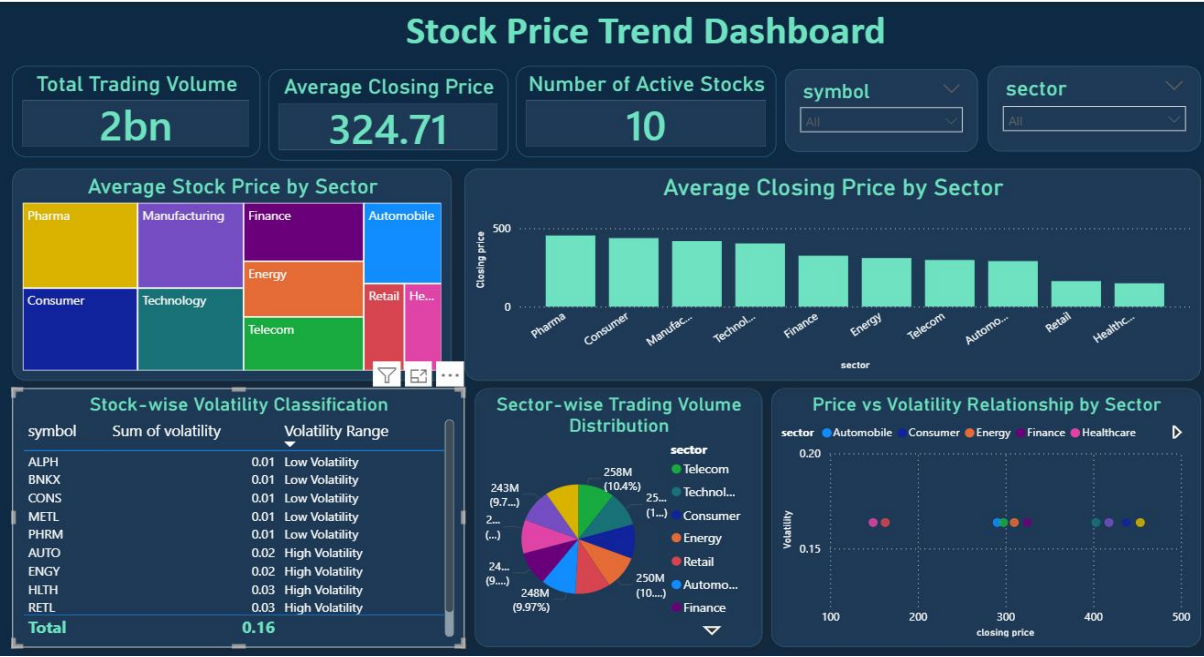 Stock Price Trend Dashboard
Total Trading Volume
2bn
Average Closing Price
324.71
Number of Active Stocks
10
symbol
All
sector
All
Average Stock Price by Sector
Pharma
Manufacturing
Finance
Automobile
Energy
Consumer
Technology
Retail
He...
Telecom
Average Closing Price by Sector
Closing price
500
0
Pharma
Consumer
Manufac...
Technol...
Finance
Energy
Telecom
Automo...
Retail
Healthc...
sector
Stock-wise Volatility Classification
symbol Sum of volatility Volatility Range
ALPH 0.01 Low Volatility
BNKX 0.01 Low Volatility
CONS 0.01 Low Volatility
METL 0.01 Low Volatility
PHRM 0.01 Low Volatility
AUTO 0.02 High Volatility
ENGY 0.02 High Volatility
HLTH 0.03 High Volatility
RETL 0.03 High Volatility
Total 0.16
Sector-wise Trading Volume
Distribution
258M
(10.4%)
25...
(1...)
250M
(10....)
248M
(9.97%)
24...
(9....)
2...
(...)
243M
(9.7...)
sector
Telecom
Technol...
Consumer
Energy
Retail
Automo...
Finance
Price vs Volatility Relationship by Sector
sector Automobile Consumer Energy Finance Healthcare
Volatility
0.20
0.15
100 200 300 400 500
closing price